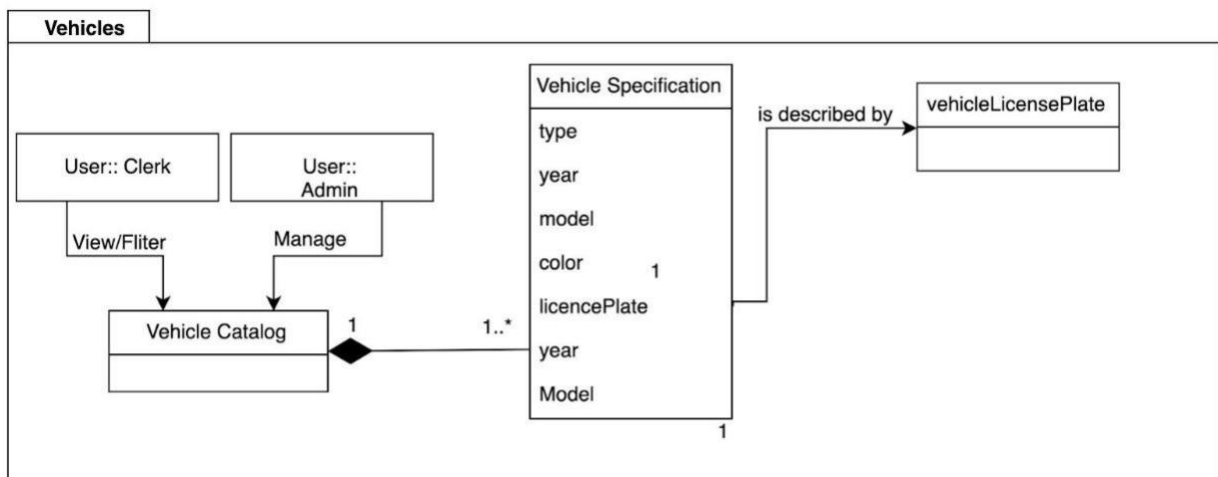 Vehicles
User:: Clerk
User::
Admin
View/Fliter
Manage
Vehicle Catalog
1
1..*
Vehicle Specification
type
year
model
color
1
licencePlate
year
Model
1
is described by
vehicleLicensePlate